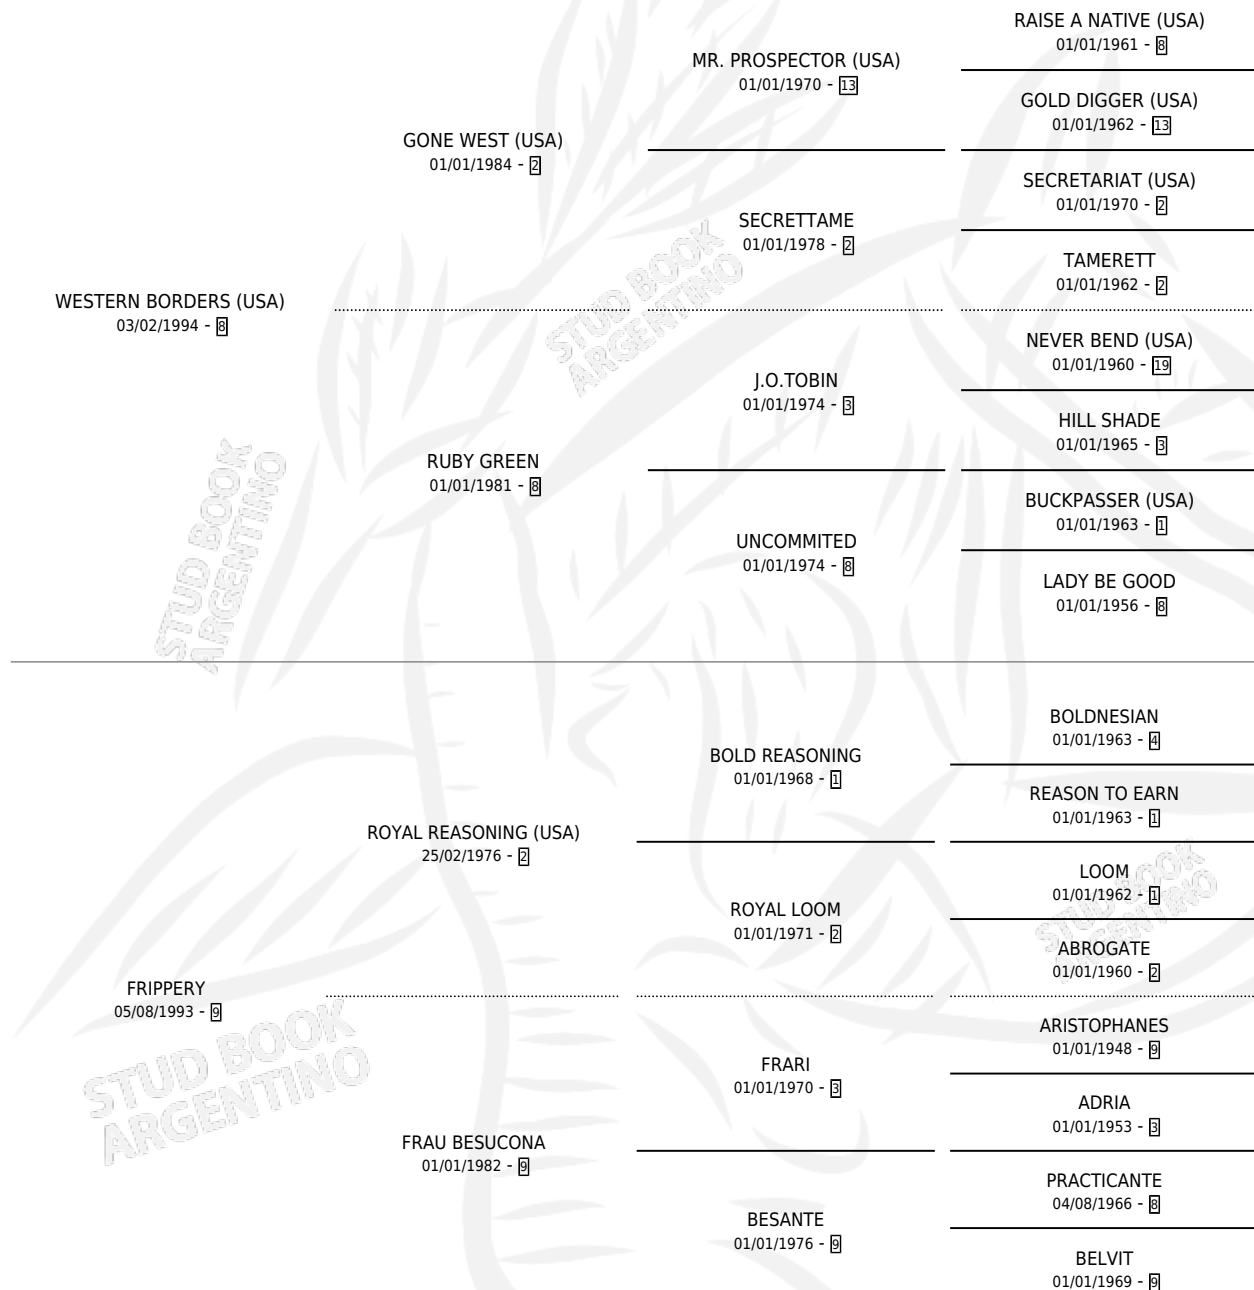 RAISE A NATIVE (USA)
01/01/1961 - 8
MR. PROSPECTOR (USA)
01/01/1970 - 13
GOLD DIGGER (USA)
01/01/1962 - 13
GONE WEST (USA)
01/01/1984 - 2
SECRETARIAT (USA)
01/01/1970 - 2
SECRETTAME
01/01/1978 - 2
TAMERETT
01/01/1962 - 2
WESTERN BORDERS (USA)
03/02/1994 - 8
NEVER BEND (USA)
01/01/1960 - 19
J.O.TOBIN
01/01/1974 - 3
HILL SHADE
01/01/1965 - 3
RUBY GREEN
01/01/1981 - 8
BUCKPASSER (USA)
01/01/1963 - 1
UNCOMMITED
01/01/1974 - 8
LADY BE GOOD
01/01/1956 - 8
BOLDNESIAN
01/01/1963 - 4
BOLD REASONING
01/01/1968 - 1
REASON TO EARN
01/01/1963 - 1
ROYAL REASONING (USA)
25/02/1976 - 2
LOOM
01/01/1962 - 1
ROYAL LOOM
01/01/1971 - 2
ABROGATE
01/01/1960 - 2
FRIPPERY
05/08/1993 - 9
ARISTOPHANES
01/01/1948 - 9
FRARI
01/01/1970 - 3
ADRIA
01/01/1953 - 3
FRAU BESUCONA
01/01/1982 - 9
PRACTICANTE
04/08/1966 - 8
BESANTE
01/01/1976 - 9
BELVIT
01/01/1969 - 9
STUD BOOK
ARGENTINO
STUD BOOK
ARGENTINO
STUD BOOK
ARGENTINO
STUD BOOK
ARGENTINO